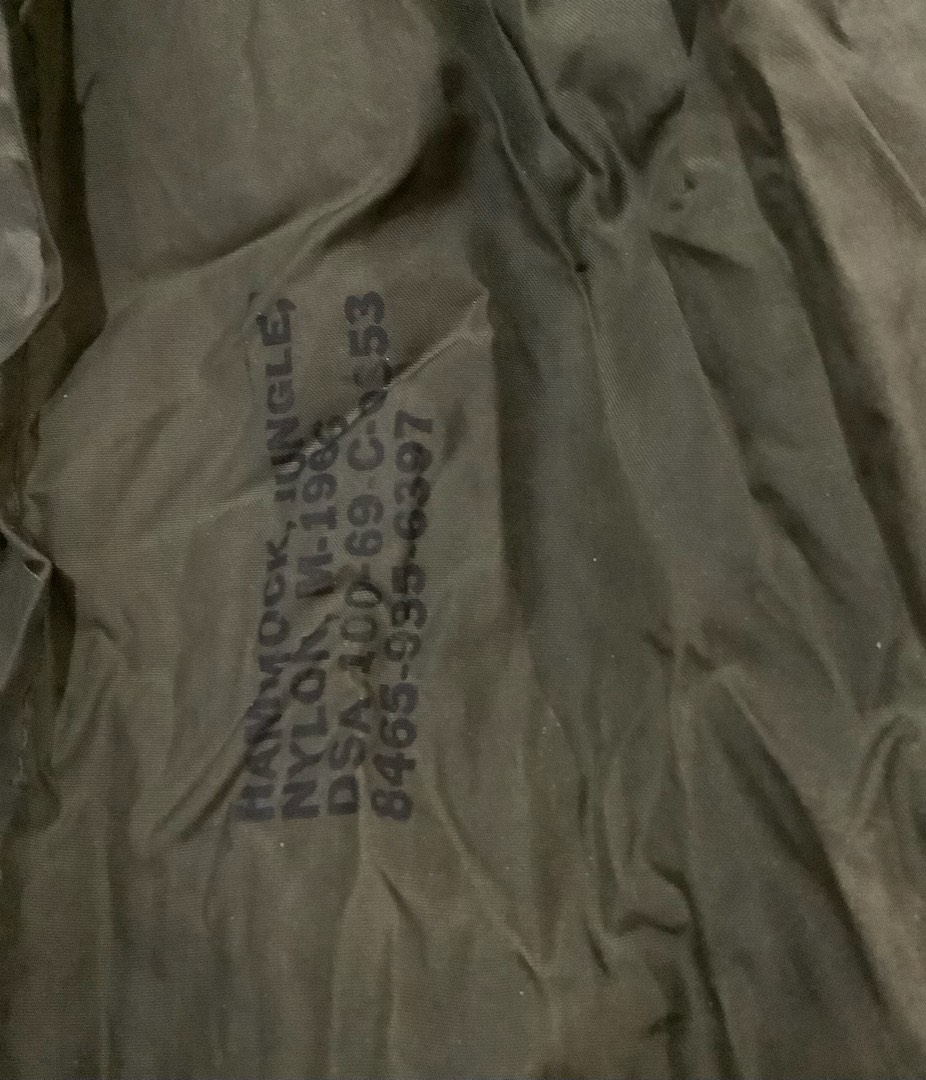 HAMMOCK, JUNGLE,
NYLON, M-1966
DSA-100-69-C-
8465-935-6397